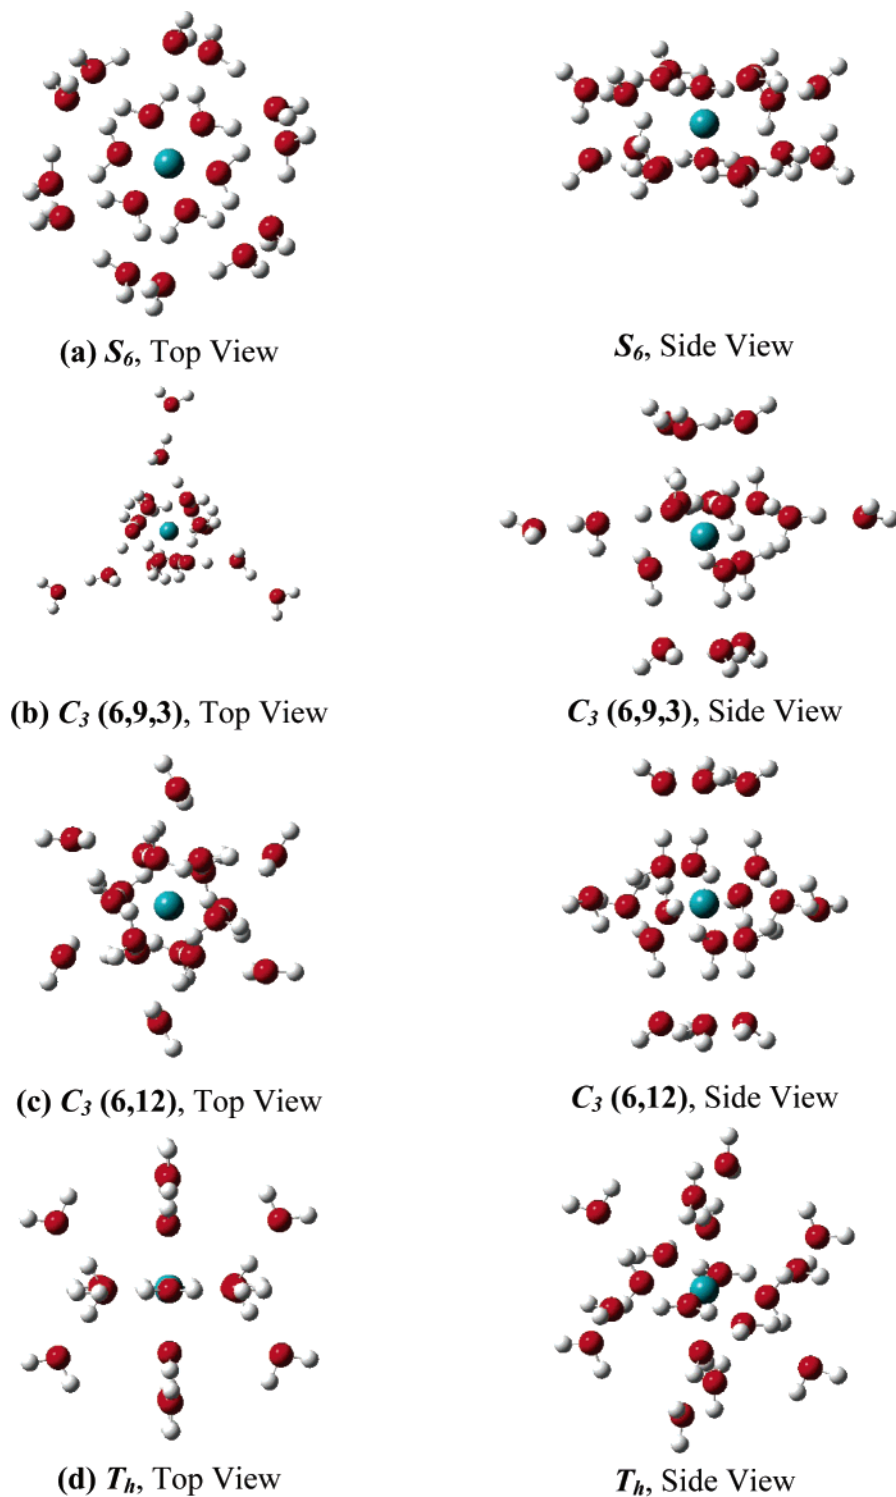 (a) S6, Top View
S6, Side View
(b) C3 (6,9,3), Top View
C3 (6,9,3), Side View
(c) C3 (6,12), Top View
C3 (6,12), Side View
(d) Th, Top View
Th, Side View